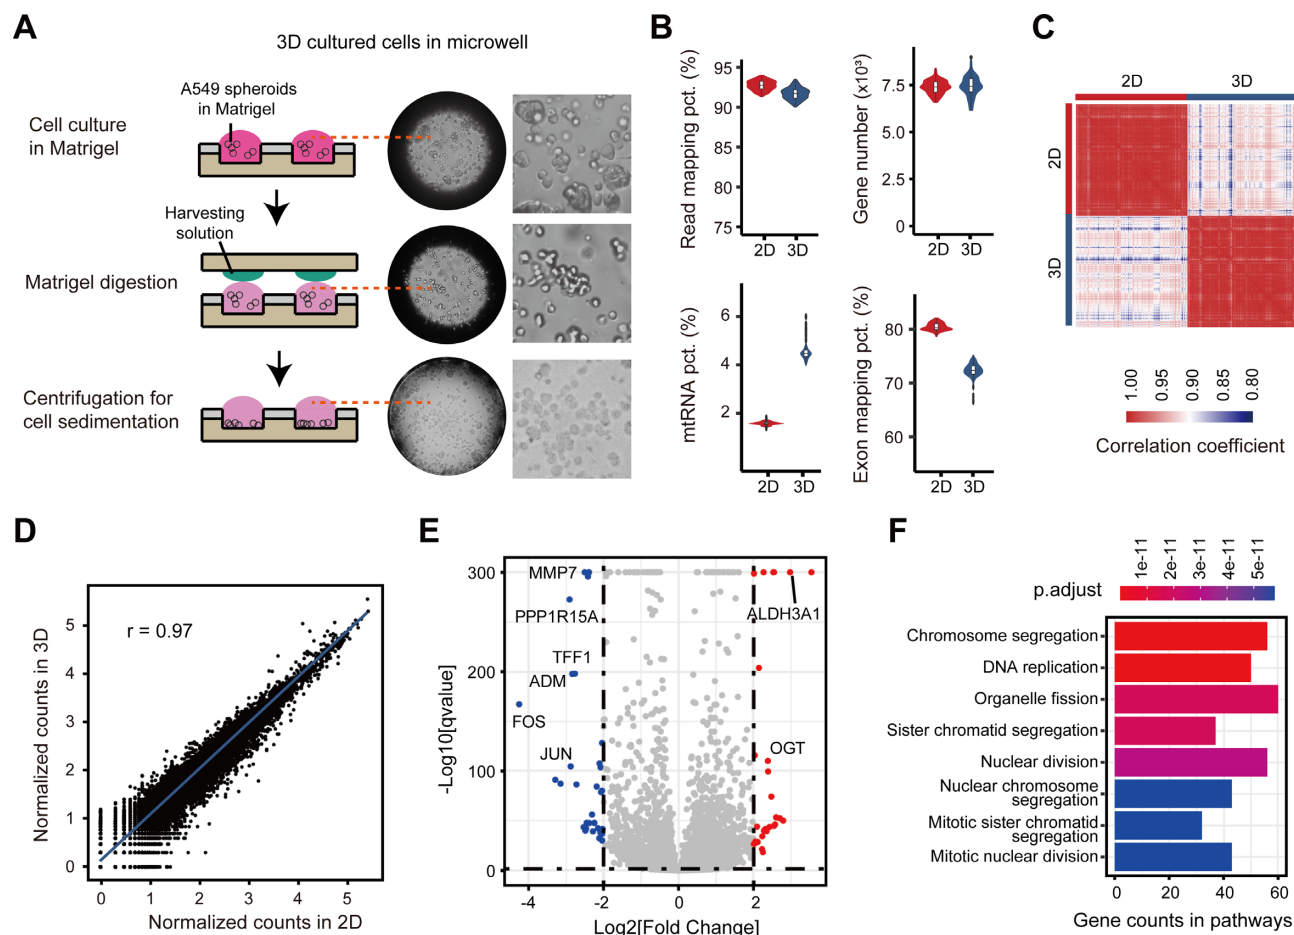 A
3D cultured cells in microwell
A549 spheroids
in Matrigel
Cell culture
in Matrigel
Harvesting
solution
Matrigel digestion
Centrifugation for
cell sedimentation
B
Read mapping pct. (%)
95
90
85
80
75
2D 3D
Gene number (x10³)
7.5
5.0
2.5
0
2D 3D
mtRNA pct. (%)
6
4
2
2D 3D
Exon mapping pct. (%)
80
70
60
2D 3D
C
2D 3D
2D
3D
1.00 0.95 0.90 0.85 0.80
Correlation coefficient
D
r = 0.97
Normalized counts in 3D
5
4
3
2
1
0
0 1 2 3 4 5
Normalized counts in 2D
E
-Log10[qvalue]
300
200
100
0
MMP7
PPP1R15A
TFF1
ADM
FOS
JUN
ALDH3A1
OGT
-4 -2 0 2
Log2[Fold Change]
F
p.adjust
1e-11 2e-11 3e-11 4e-11 5e-11
Chromosome segregation
DNA replication
Organelle fission
Sister chromatid segregation
Nuclear division
Nuclear chromosome
segregation
Mitotic sister chromatid
segregation
Mitotic nuclear division
0 20 40 60
Gene counts in pathways